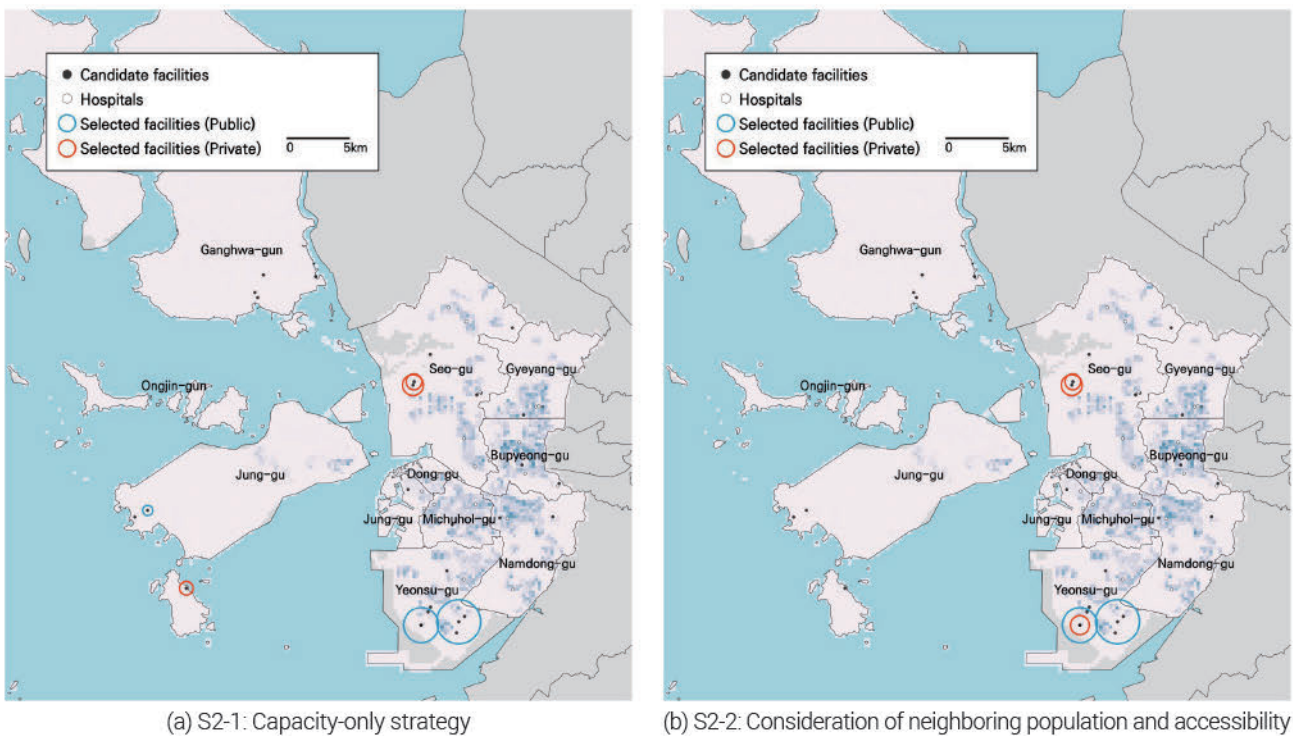 Candidate facilities
Hospitals
Selected facilities (Public)
Selected facilities (Private)
0 5km
Ganghwa-gun
Seo-gu
Gyeyang-gu
Ongjin-gun
Bupyeong-gu
Jung-gu
Dong-gu
Jung-gu
Michuhol-gu
Namdong-gu
Yeonsu-gu
(a) S2-1: Capacity-only strategy
Candidate facilities
Hospitals
Selected facilities (Public)
Selected facilities (Private)
0 5km
Ganghwa-gun
Seo-gu
Gyeyang-gu
Ongjin-gun
Bupyeong-gu
Jung-gu
Dong-gu
Jung-gu
Michuhol-gu
Namdong-gu
Yeonsu-gu
(b) S2-2: Consideration of neighboring population and accessibility